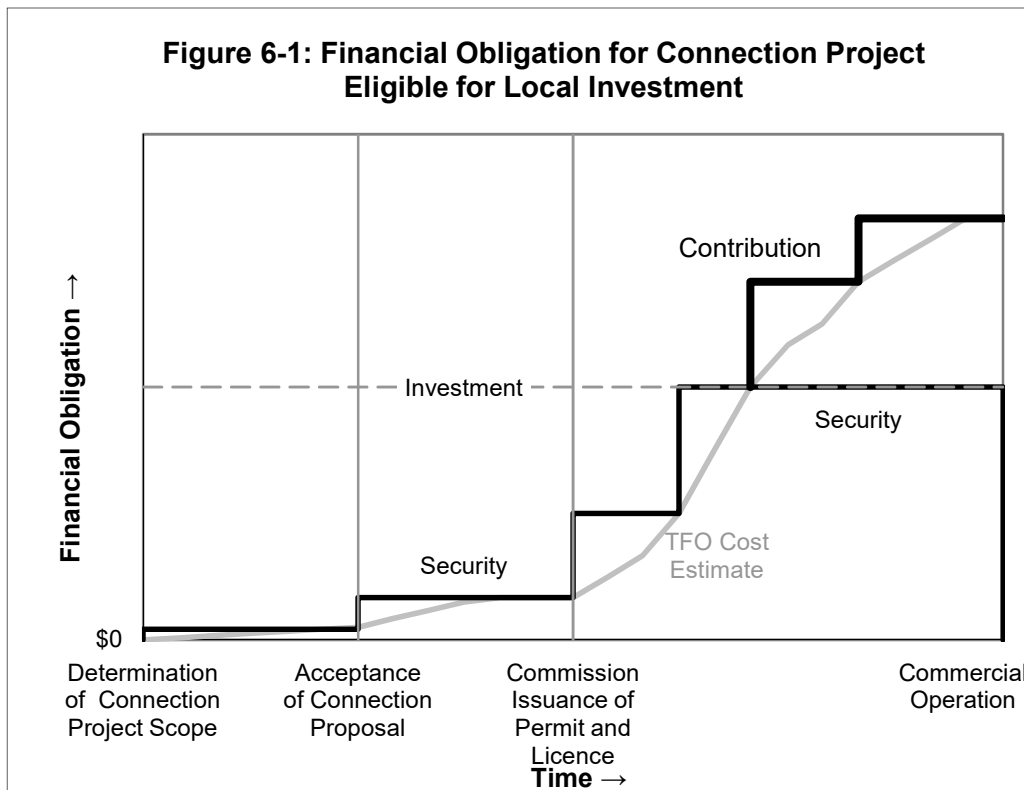 Figure 6-1: Financial Obligation for Connection Project
Eligible for Local Investment
Contribution
Investment
Security
TFO Cost
Estimate
Security
Financial Obligation →
$0
Determination
of Connection
Project Scope
Acceptance
of Connection
Proposal
Commission
Issuance of
Permit and
Licence
Commercial
Operation
Time →